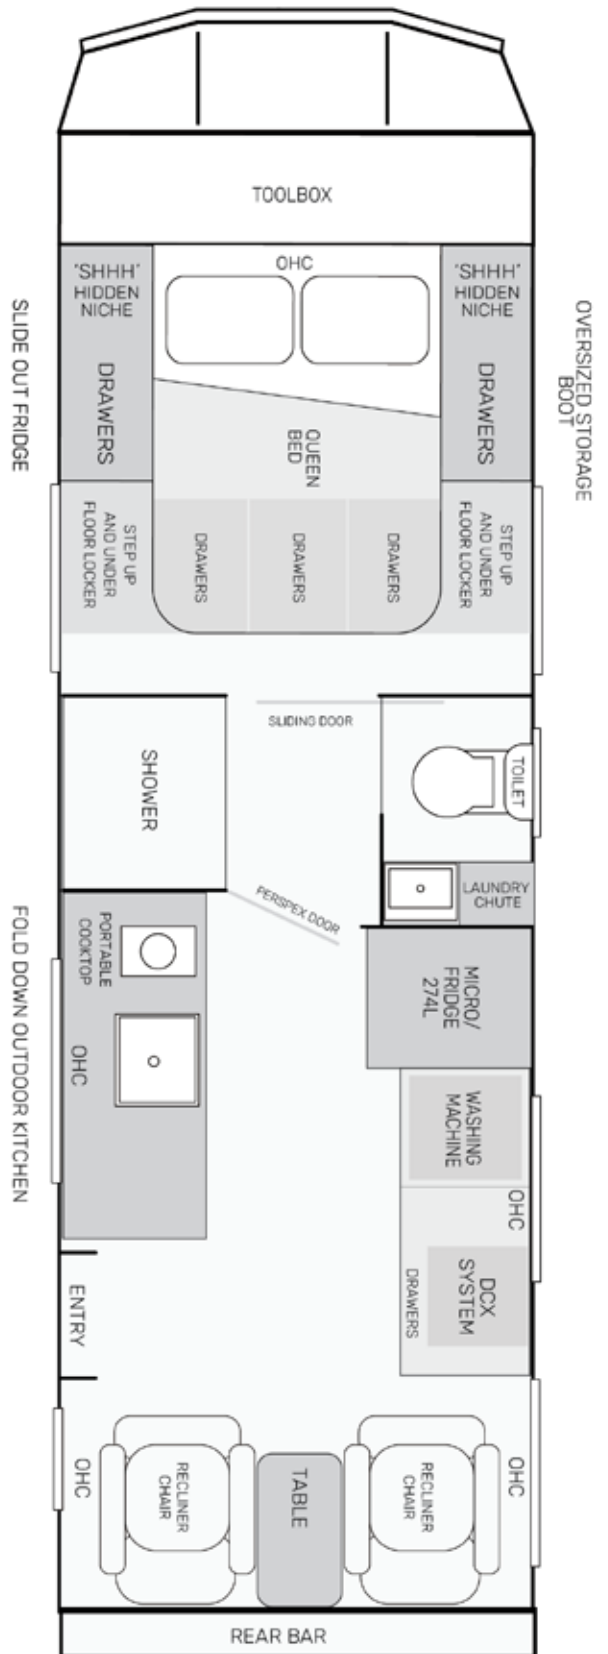 TOOLBOX
OHC
"SHHH"
HIDDEN
NICHE
DRAWERS
"SHHH"
HIDDEN
NICHE
DRAWERS
SLIDE OUT FRIDGE
OVERSIZED STORAGE
BOOT
QUEEN
BED
STEP UP
AND UNDER
FLOOR LOCKER
DRAWERS
DRAWERS
DRAWERS
STEP UP
AND UNDER
FLOOR LOCKER
SLIDING DOOR
SHOWER
TOILET
LAUNDRY
CHUTE
PERSPEX DOOR
FOLD DOWN OUTDOOR KITCHEN
PORTABLE
COOKTOP
OHC
MICRO/
FRIDGE
274L
WASHING
MACHINE
OHC
DCX
SYSTEM
DRAWERS
ENTRY
OHC
RECLINER
CHAIR
TABLE
RECLINER
CHAIR
OHC
REAR BAR